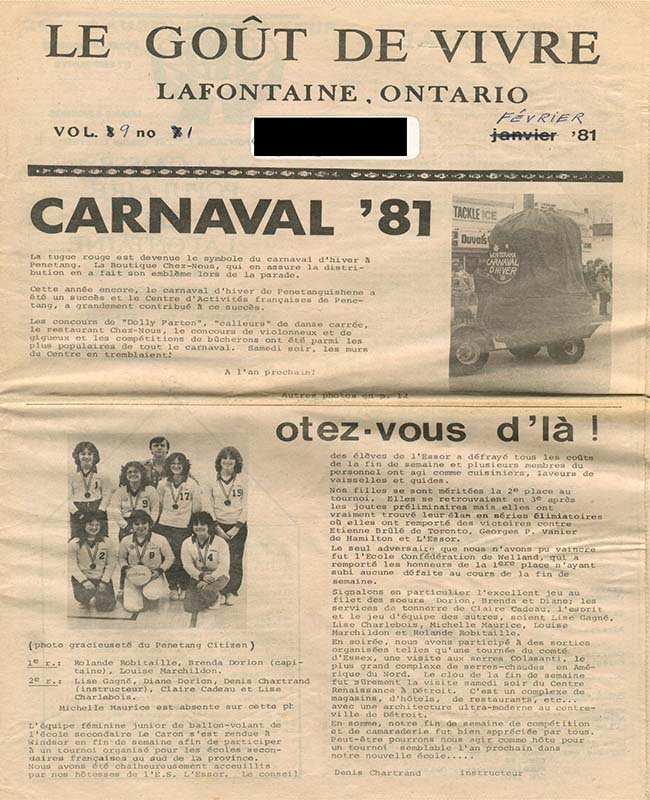 LE GOÛT DE VIVRE
LAFONTAINE, ONTARIO
VOL. 9 no 1
FÉVRIER
janvier '81
CARNAVAL '81
La tugue rouge est devenue le symbole du carnaval d'hiver à
Penetang. La Boutique Chez-Nous, qui en assure la distri-
bution en a fait son emblème lors de la parade.
Cette année encore, le carnaval d'hiver de Penetanguishene a
été un succès et le Centre d'Activités françaises de Pene-
tang, a grandement contribué à ce succès.
Les concours de "Dolly Parton", "calleurs" de danse carrée,
le restaurant Chez-Nous, le concours de violonneux et de
gigueux et les compétitions de bûcherons ont été parmi les
plus populaires de tout le carnaval. Samedi soir, les murs
du Centre en tremblaient!
A l'an prochain!
Autres photos en p. 12
TACKLE ICE
Duvals
WINTERAMA
CARNAVAL
D'HIVER
otez-vous d'là !
1
9
17
15
2
8
4
(photo gracieuseté du Penetang Citizen)
1e r.: Rolande Robitaille, Brenda Dorion (capi-
taine), Louise Marchildon.
2e r.: Lise Gagné, Diane Dorion, Denis Chartrand
(instructeur), Claire Cadeau et Lise
Charlebois.
Michelle Maurice est absente sur cette ph
L'équipe féminine junior de ballon-volant de
l'école secondaire Le Caron s'est rendue à
Windsor en fin de semaine afin de participer
à un tournoi organisé pour les écoles secon-
daires françaises au sud de la province.
Nous avons été chalheureusement accueillis
par nos hôtesses de l'E.S. L'Essor. Le conseil
des élèves de l'Essor a défrayé tous les coûts
de la fin de semaine et plusieurs membres du
personnel ont agi comme cuisiniers, laveurs de
vaisselles et guides.
Nos filles se sont méritées la 2e place au
tournoi. Elles se retrouvaient en 3e après
les joutes préliminaires mais elles ont
vraiment trouvé leur élan en séries élimiatoires
où elles ont remporté des victoires contre
Etienne Brûlé de Toronto, Georges P. Vanier
de Hamilton et L'Essor.
Le seul adversaire que nous n'avons pu vaincre
fut l'Ecole Confédération de Welland, qui a
remporté les honneurs de la 1ere place n'ayant
subi aucune défaite au cours de la fin de
semaine.
Signalons en particulier l'excellent jeu au
filet des soeurs Dorion, Brenda et Diane; les
services de tonnerre de Claire Cadeau, l'esprit
et le jeu d'équipe des autres, soient Lise Gagné,
Lise Charlebois, Michelle Maurice, Louise
Marchildon et Rolande Robitaille.
En soirée, nous avons participé à des sorties
organisées telles qu'une tournée du comté
d'Essex, une visite aux serres Colasanti, le
plus grand complexe de serres-chaudes en Amé-
rique du Nord. Le clou de la fin de semaine
fut sûrement la visite samedi soir du Centre
Renaissance à Détroit. C'est un complexe de
magasins, d'hôtels, de restaurants, etc...
avec une architecture ultra-moderne au centre-
ville de Détroit.
En somme, notre fin de semaine de compétition
et de camaraderie fut bien appréciée par tous.
Peut-être pourrons nous agir comme hôte pour
un tournoi semblable l'an prochain dans
notre nouvelle école.....
Denis Chartrand instructeur